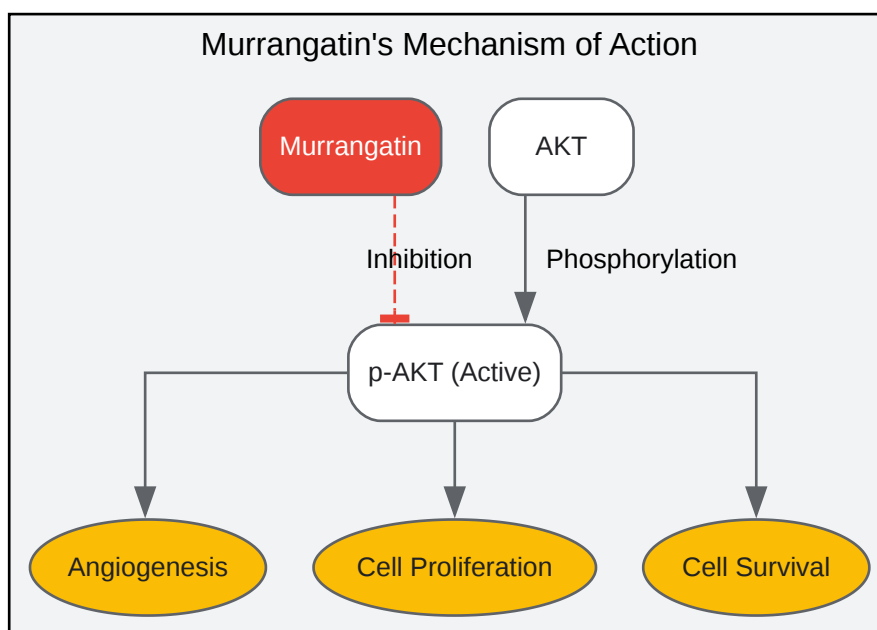 Murrangatin's Mechanism of Action
Murrangatin
AKT
Inhibition
Phosphorylation
p-AKT (Active)
Angiogenesis
Cell Proliferation
Cell Survival